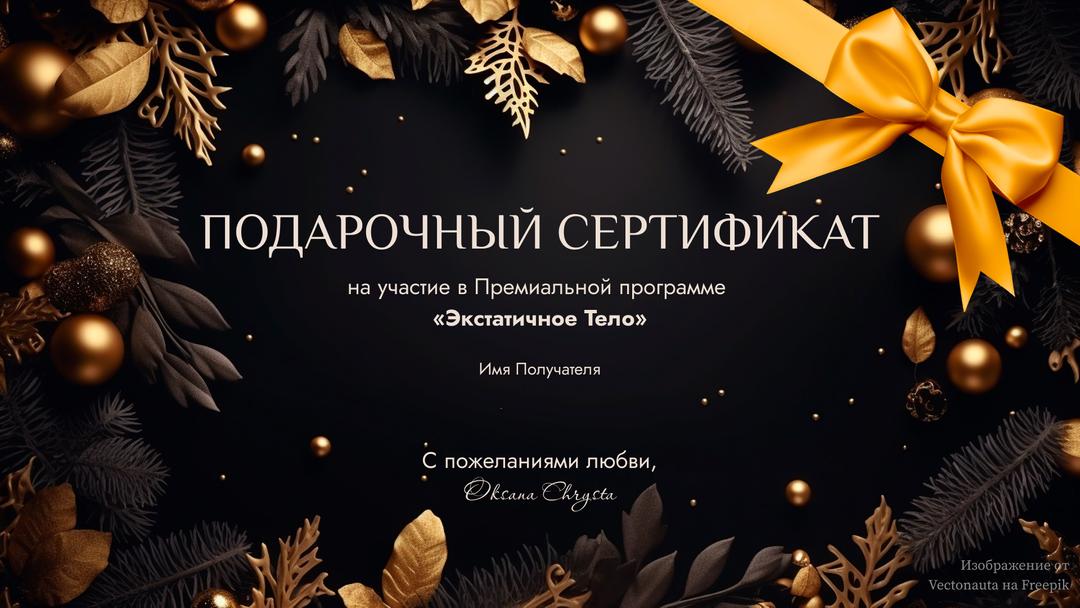 ПОДАРОЧНЫЙ СЕРТИФИКАТ
на участие в Премиальной программе
«Экстатичное Тело»
Имя Получателя
С пожеланиями любви,
Oksana Chrysta
Изображение от
Vectonauta на Freepik